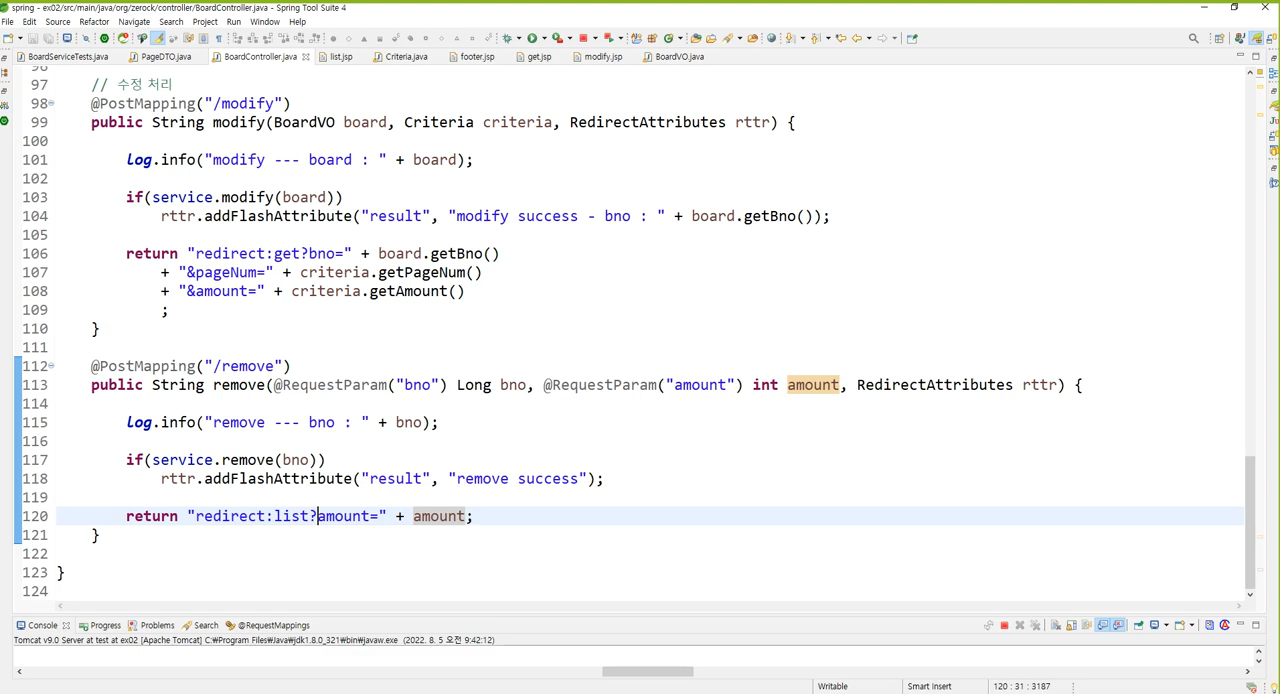 spring - ex02/src/main/java/org/zerock/controller/BoardController.java - Spring Tool Suite 4
File Edit Source Refactor Navigate Search Project Run Window Help
BoardServiceTests.java PageDTO.java BoardController.java list.jsp Criteria.java footer.jsp get.jsp modify.jsp BoardVO.java
96
97 // 수정 처리
98 @PostMapping("/modify")
99 public String modify(BoardVO board, Criteria criteria, RedirectAttributes rttr) {
100
101 log.info("modify --- board : " + board);
102
103 if(service.modify(board))
104 rttr.addFlashAttribute("result", "modify success - bno : " + board.getBno());
105
106 return "redirect:get?bno=" + board.getBno()
107 + "&pageNum=" + criteria.getPageNum()
108 + "&amount=" + criteria.getAmount()
109 ;
110 }
111
112 @PostMapping("/remove")
113 public String remove(@RequestParam("bno") Long bno, @RequestParam("amount") int amount, RedirectAttributes rttr) {
114
115 log.info("remove --- bno : " + bno);
116
117 if(service.remove(bno))
118 rttr.addFlashAttribute("result", "remove success");
119
120 return "redirect:list?amount=" + amount;
121 }
122
123 }
124
Console Progress Problems Search @RequestMappings
Tomcat v9.0 Server at test at ex02 [Apache Tomcat] C:₩Program Files₩Java₩jdk1.8.0_321₩bin₩javaw.exe (2022. 8. 5 오전 9:42:12)
Writable Smart Insert 120 : 31 : 3187